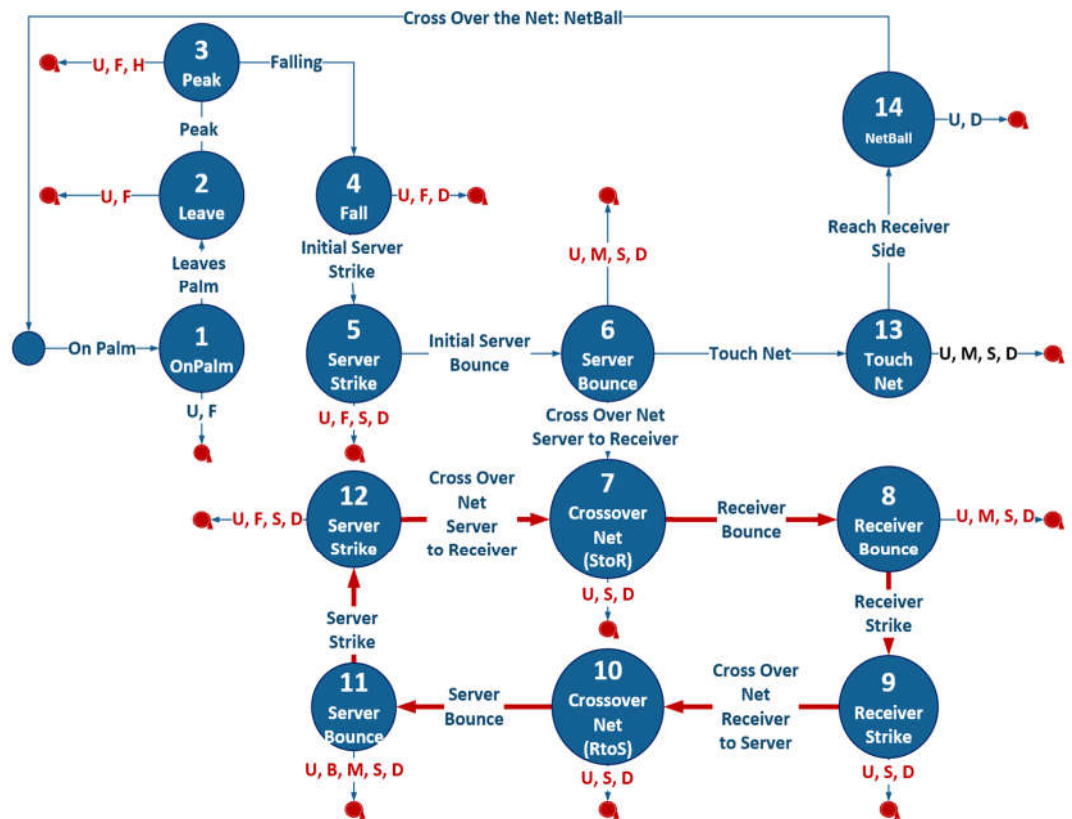 Cross Over the Net: NetBall
3
Peak
U, F, H
Falling
14
NetBall
U, D
Peak
2
Leave
U, F
4
Fall
U, F, D
Leaves
Palm
Initial Server
Strike
U, M, S, D
Reach Receiver
Side
On Palm
1
OnPalm
U, F
5
Server
Strike
U, F, S, D
Initial Server
Bounce
6
Server
Bounce
Touch Net
13
Touch
Net
U, M, S, D
Cross Over Net
Server to Receiver
12
Server
Strike
U, F, S, D
Cross Over
Net
Server
to Receiver
7
Crossover
Net
(StoR)
U, S, D
Receiver
Bounce
8
Receiver
Bounce
U, M, S, D
Server
Strike
Receiver
Strike
11
Server
Bounce
U, B, M, S, D
Server
Bounce
10
Crossover
Net
(RtoS)
U, S, D
Cross Over
Net
Receiver
to Server
9
Receiver
Strike
U, S, D